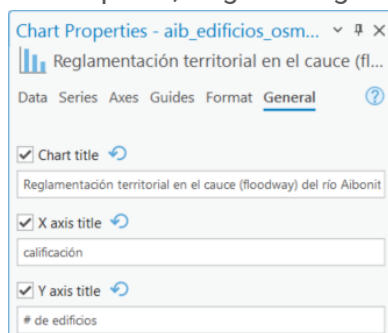 Chart Properties - aib_edificios_osm...
Reglamentación territorial en el cauce (fl...
Data Series Axes Guides Format General
Chart title
Reglamentación territorial en el cauce (floodway) del río Aibonit
X axis title
calificación
Y axis title
# de edificios